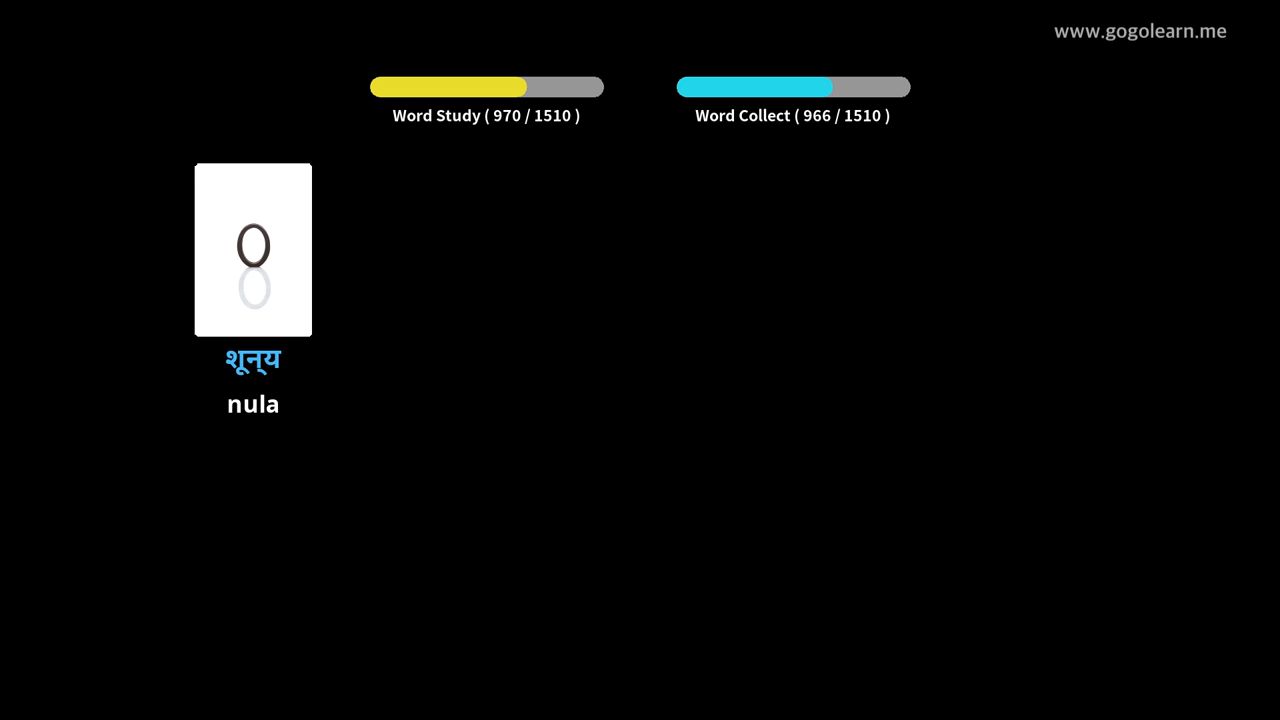 www.gogolearn.me
Word Study ( 970 / 1510 )
Word Collect ( 966 / 1510 )
0
शून्य
nula